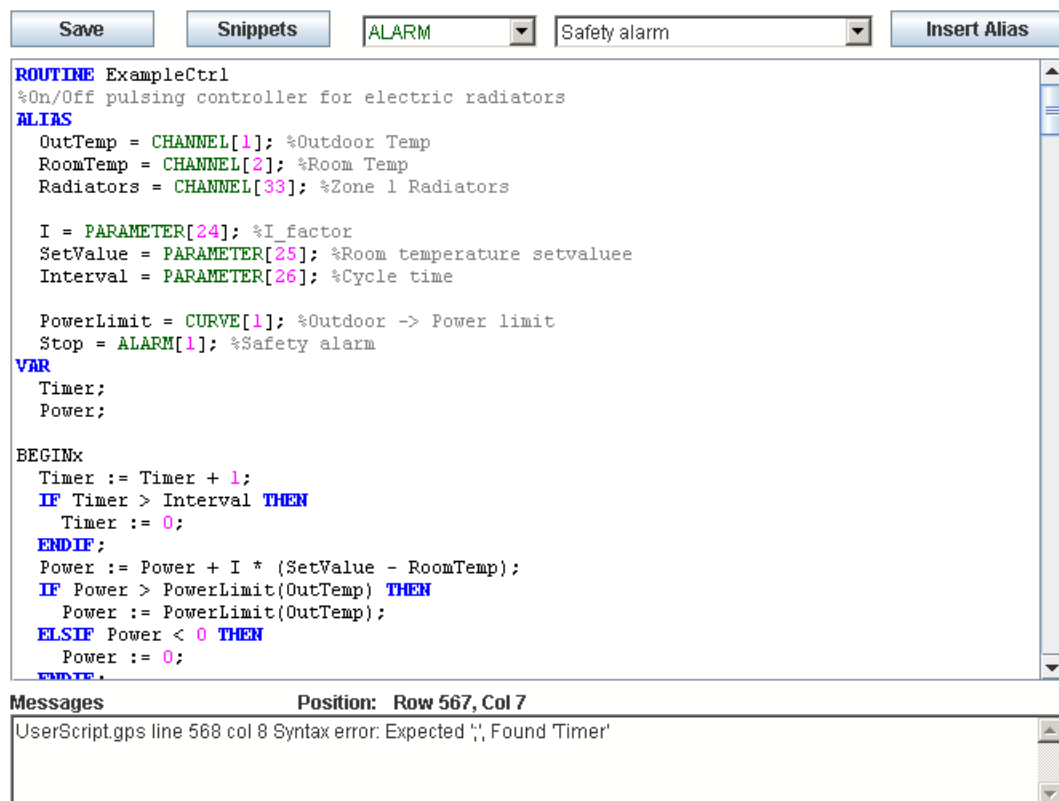 Save Snippets ALARM Safety alarm Insert Alias
ROUTINE ExampleCtrl
%On/Off pulsing controller for electric radiators
ALIAS
OutTemp = CHANNEL[1]; %Outdoor Temp
RoomTemp = CHANNEL[2]; %Room Temp
Radiators = CHANNEL[33]; %Zone 1 Radiators
I = PARAMETER[24]; %I_factor
SetValue = PARAMETER[25]; %Room temperature setvaluee
Interval = PARAMETER[26]; %Cycle time
PowerLimit = CURVE[1]; %Outdoor -> Power limit
Stop = ALARM[1]; %Safety alarm
VAR
Timer;
Power;
BEGINx
Timer := Timer + 1;
IF Timer > Interval THEN
Timer := 0;
ENDIF;
Power := Power + I * (SetValue - RoomTemp);
IF Power > PowerLimit(OutTemp) THEN
Power := PowerLimit(OutTemp);
ELSIF Power < 0 THEN
Power := 0;
ENDIF;
Messages Position: Row 567, Col 7
UserScript.gps line 568 col 8 Syntax error: Expected ';', Found 'Timer'